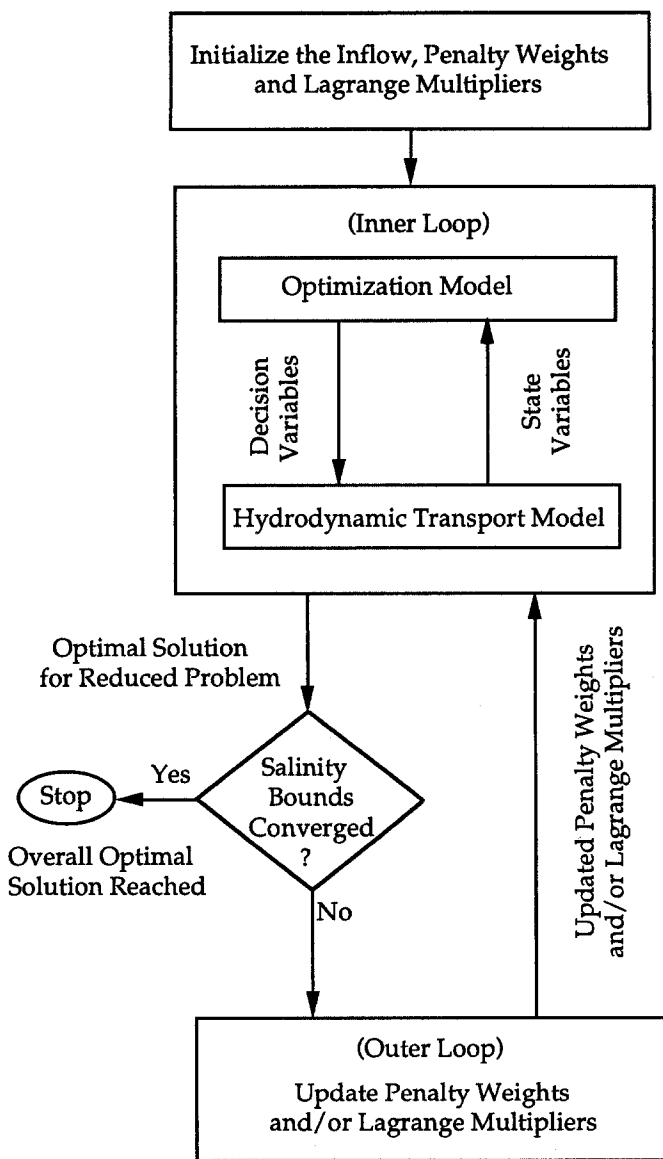 Initialize the Inflow, Penalty Weights
and Lagrange Multipliers
(Inner Loop)
Optimization Model
Decision
Variables
State
Variables
Hydrodynamic Transport Model
Optimal Solution
for Reduced Problem
Updated Penalty Weights
and/or Lagrange Multipliers
Salinity
Bounds
Converged
?
Yes
Stop
Overall Optimal
Solution Reached
No
(Outer Loop)
Update Penalty Weights
and/or Lagrange Multipliers